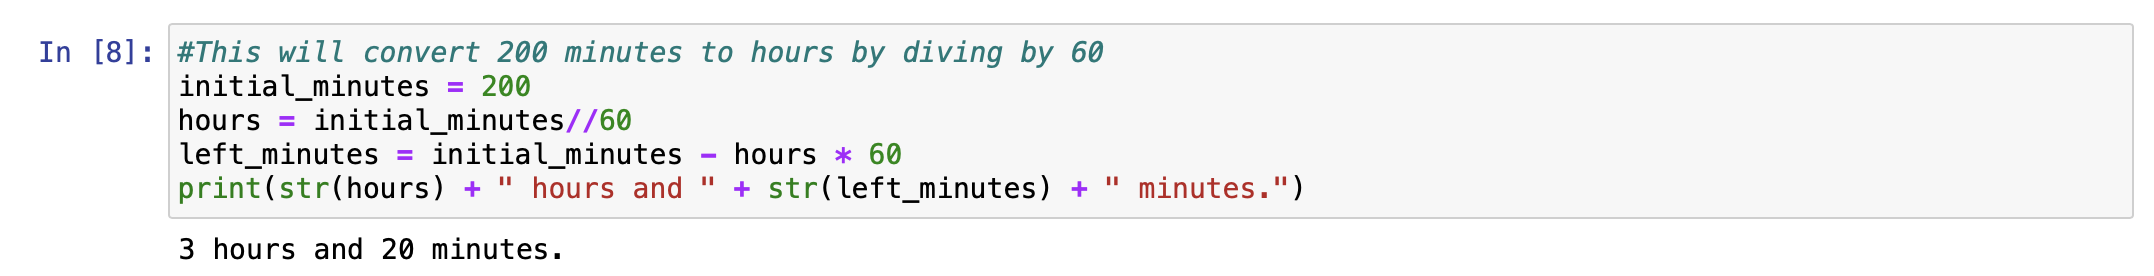 In [8]: #This will convert 200 minutes to hours by diving by 60
initial_minutes = 200
hours = initial_minutes//60
left_minutes = initial_minutes - hours * 60
print(str(hours) + " hours and " + str(left_minutes) + " minutes.")
3 hours and 20 minutes.